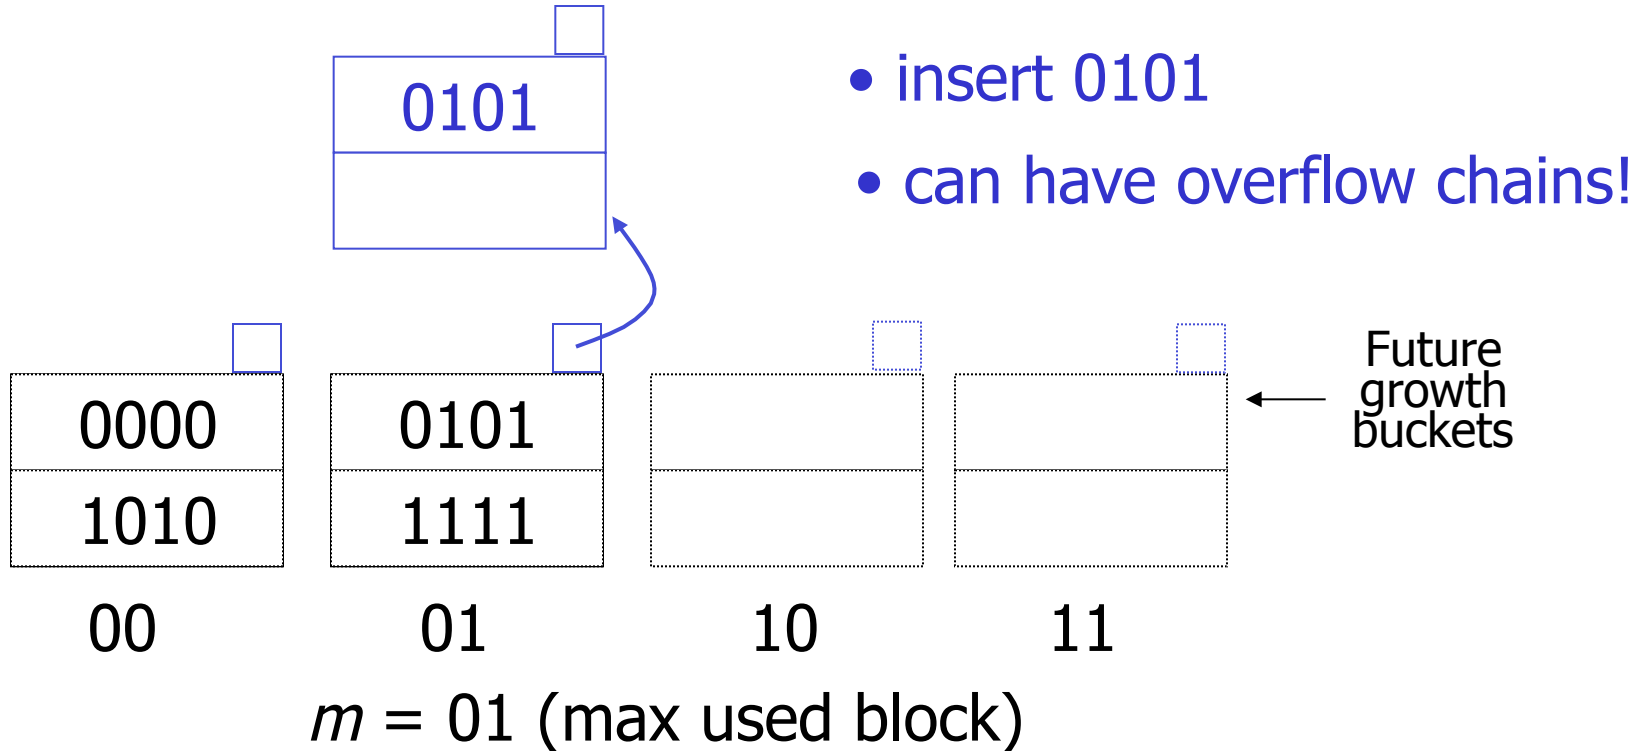 0101
• insert 0101
• can have overflow chains!
0000
1010
0101
1111
Future
growth
buckets
00
01
10
11
m = 01 (max used block)